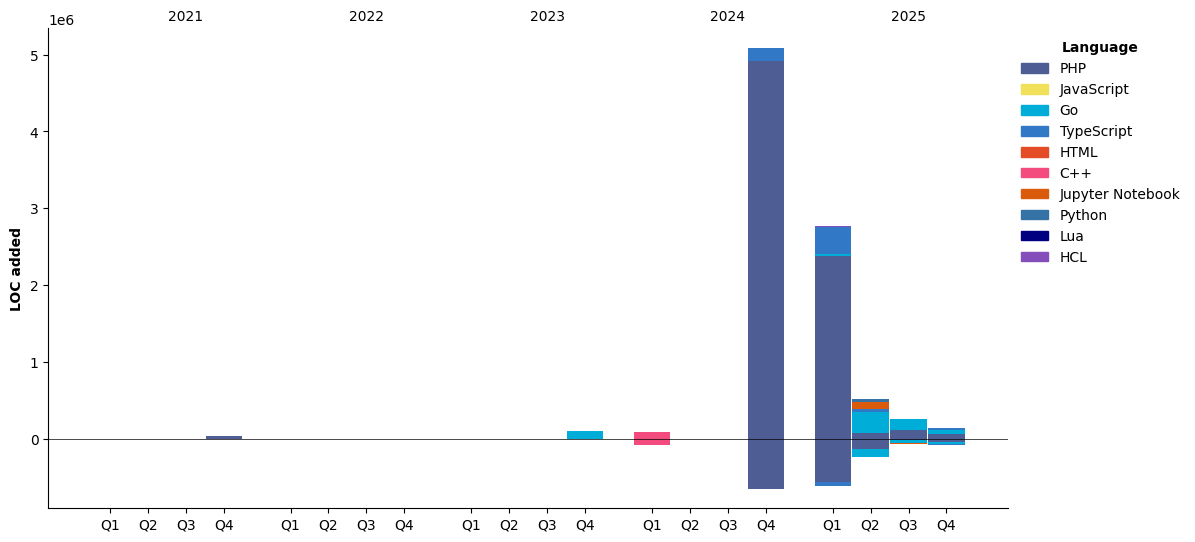 1e6
2021 2022 2023 2024 2025
5
4
3
2
1
0
LOC added
Q1 Q2 Q3 Q4 Q1 Q2 Q3 Q4 Q1 Q2 Q3 Q4 Q1 Q2 Q3 Q4 Q1 Q2 Q3 Q4
Language
PHP
JavaScript
Go
TypeScript
HTML
C++
Jupyter Notebook
Python
Lua
HCL